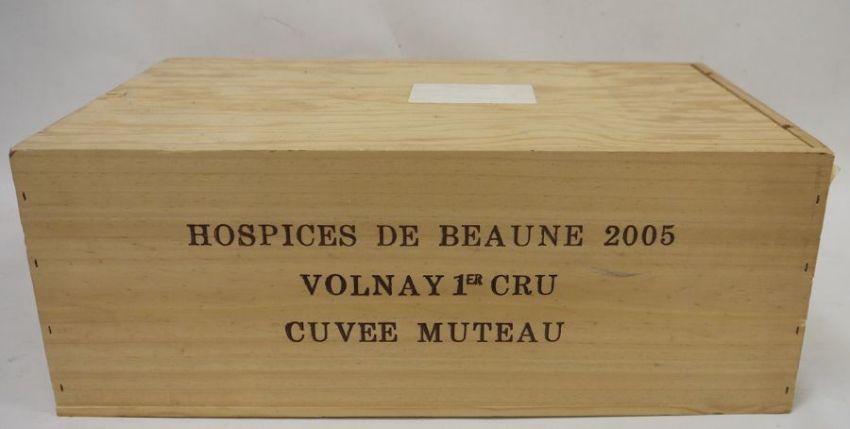 HOSPICES DE BEAUNE 2005
VOLNAY 1ER CRU
CUVEE MUTEAU